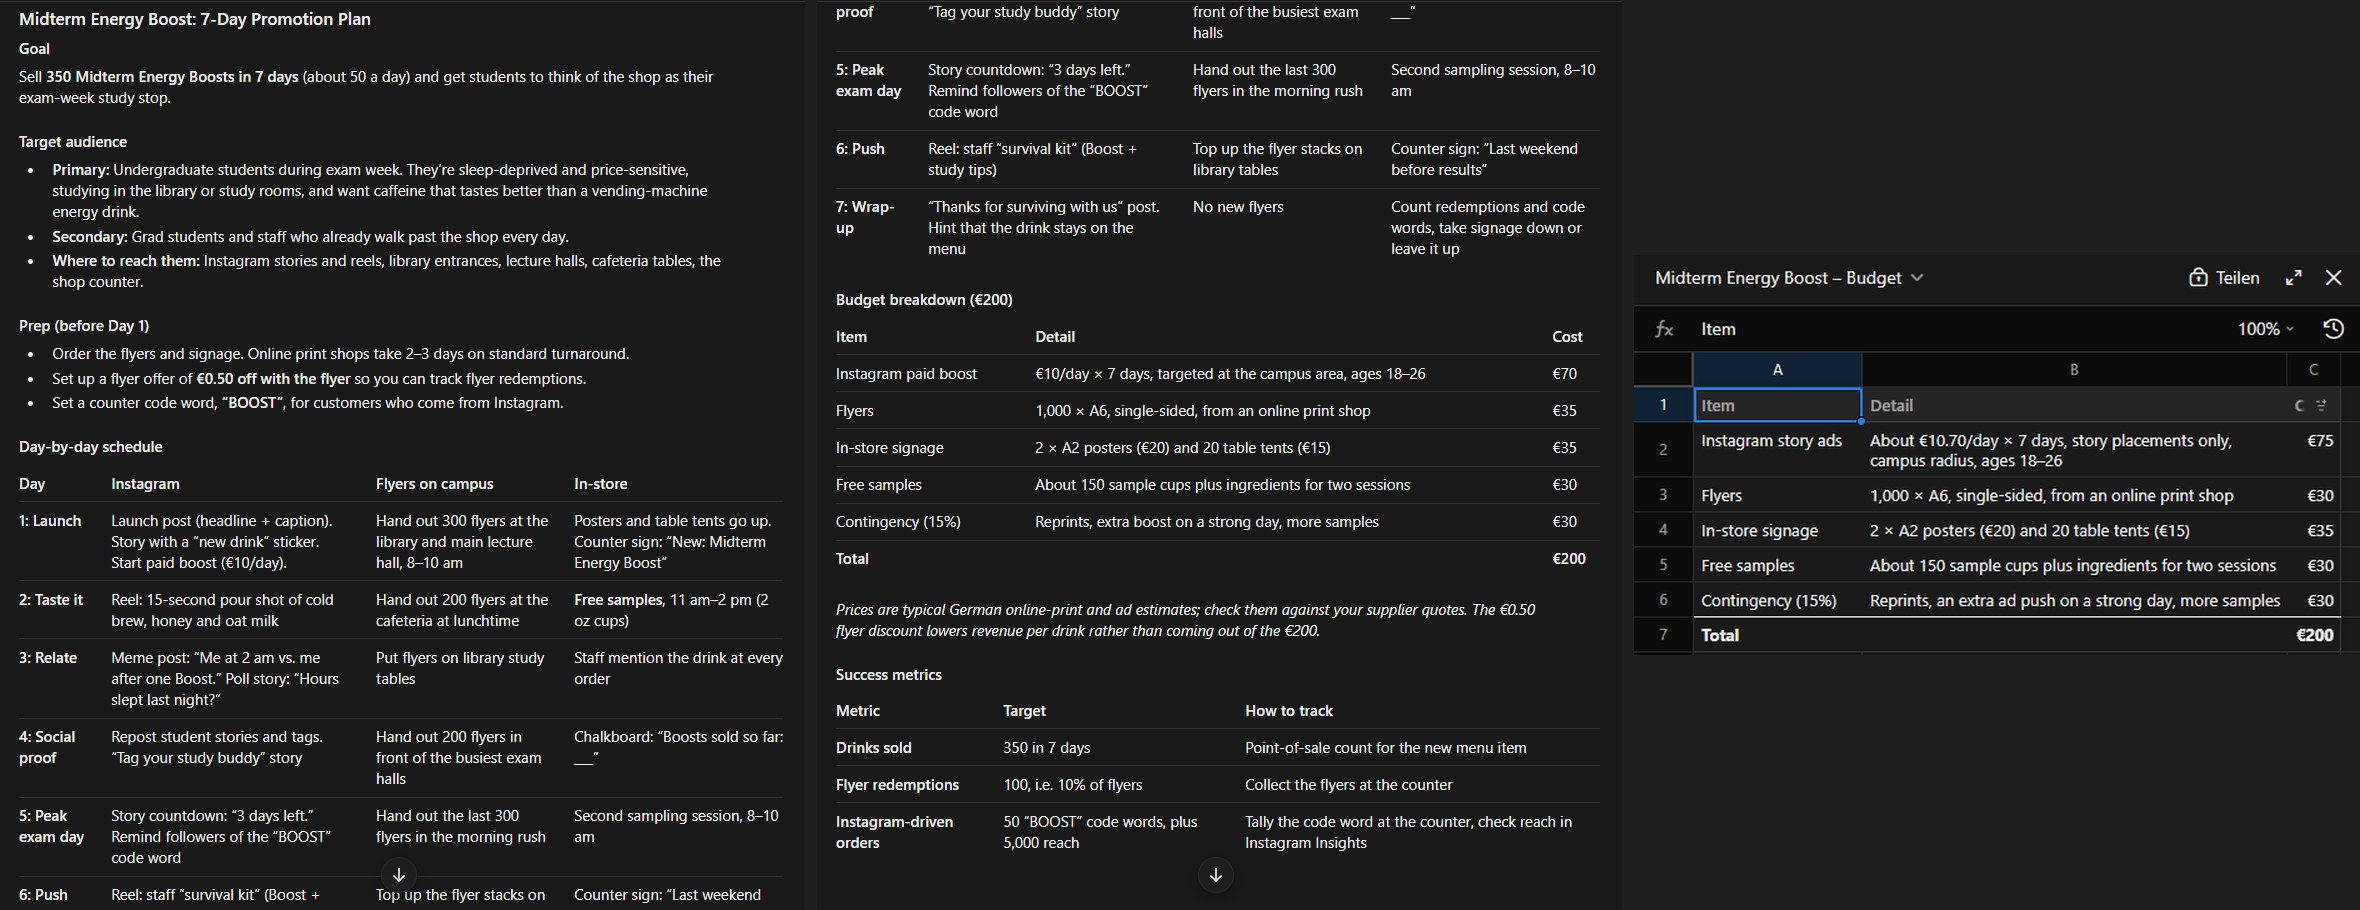 Midterm Energy Boost: 7-Day Promotion Plan
Goal
Sell 350 Midterm Energy Boosts in 7 days (about 50 a day) and get students to think of the shop as their
exam-week study stop.
Target audience
• Primary: Undergraduate students during exam week. They’re sleep-deprived and price-sensitive,
studying in the library or study rooms, and want caffeine that tastes better than a vending-machine
energy drink.
• Secondary: Grad students and staff who already walk past the shop every day.
• Where to reach them: Instagram stories and reels, library entrances, lecture halls, cafeteria tables, the
shop counter.
Prep (before Day 1)
• Order the flyers and signage. Online print shops take 2–3 days on standard turnaround.
• Set up a flyer offer of €0.50 off with the flyer so you can track flyer redemptions.
• Set a counter code word, “BOOST”, for customers who come from Instagram.
Day-by-day schedule
Day Instagram Flyers on campus In-store
1: Launch Launch post (headline + caption). Hand out 300 flyers at the Posters and table tents go up.
Story with a “new drink” sticker. library and main lecture Counter sign: “New: Midterm
Start paid boost (€10/day). hall, 8–10 am Energy Boost”
2: Taste it Reel: 15-second pour shot of cold Hand out 200 flyers at the Free samples, 11 am–2 pm (2
brew, honey and oat milk cafeteria at lunchtime oz cups)
3: Relate Meme post: “Me at 2 am vs. me Put flyers on library study Staff mention the drink at every
after one Boost.” Poll story: “Hours tables order
slept last night?”
4: Social Repost student stories and tags. Hand out 200 flyers in Chalkboard: “Boosts sold so far:
proof “Tag your study buddy” story front of the busiest exam ___”
halls
5: Peak Story countdown: “3 days left.” Hand out the last 300 Second sampling session, 8–10
exam day Remind followers of the “BOOST” flyers in the morning rush am
code word
6: Push Reel: staff “survival kit” (Boost + Top up the flyer stacks on Counter sign: “Last weekend
proof “Tag your study buddy” story front of the busiest exam ___”
halls
5: Peak Story countdown: “3 days left.” Hand out the last 300 Second sampling session, 8–10
exam day Remind followers of the “BOOST” flyers in the morning rush am
code word
6: Push Reel: staff “survival kit” (Boost + Top up the flyer stacks on Counter sign: “Last weekend
study tips) library tables before results”
7: Wrap- “Thanks for surviving with us” post. No new flyers Count redemptions and code
up Hint that the drink stays on the words, take signage down or
menu leave it up
Budget breakdown (€200)
Item Detail Cost
Instagram paid boost €10/day × 7 days, targeted at the campus area, ages 18–26 €70
Flyers 1,000 × A6, single-sided, from an online print shop €35
In-store signage 2 × A2 posters (€20) and 20 table tents (€15) €35
Free samples About 150 sample cups plus ingredients for two sessions €30
Contingency (15%) Reprints, extra boost on a strong day, more samples €30
Total €200
Prices are typical German online-print and ad estimates; check them against your supplier quotes. The €0.50
flyer discount lowers revenue per drink rather than coming out of the €200.
Success metrics
Metric Target How to track
Drinks sold 350 in 7 days Point-of-sale count for the new menu item
Flyer redemptions 100, i.e. 10% of flyers Collect the flyers at the counter
Instagram-driven 50 “BOOST” code words, plus Tally the code word at the counter, check reach in
orders 5,000 reach Instagram Insights
Midterm Energy Boost – Budget Teilen
fx Item 100%
A B C
1 Item Detail C
2 Instagram story ads About €10.70/day × 7 days, story placements only, €75
campus radius, ages 18–26
3 Flyers 1,000 × A6, single-sided, from an online print shop €30
4 In-store signage 2 × A2 posters (€20) and 20 table tents (€15) €35
5 Free samples About 150 sample cups plus ingredients for two sessions €30
6 Contingency (15%) Reprints, an extra ad push on a strong day, more samples €30
7 Total €200